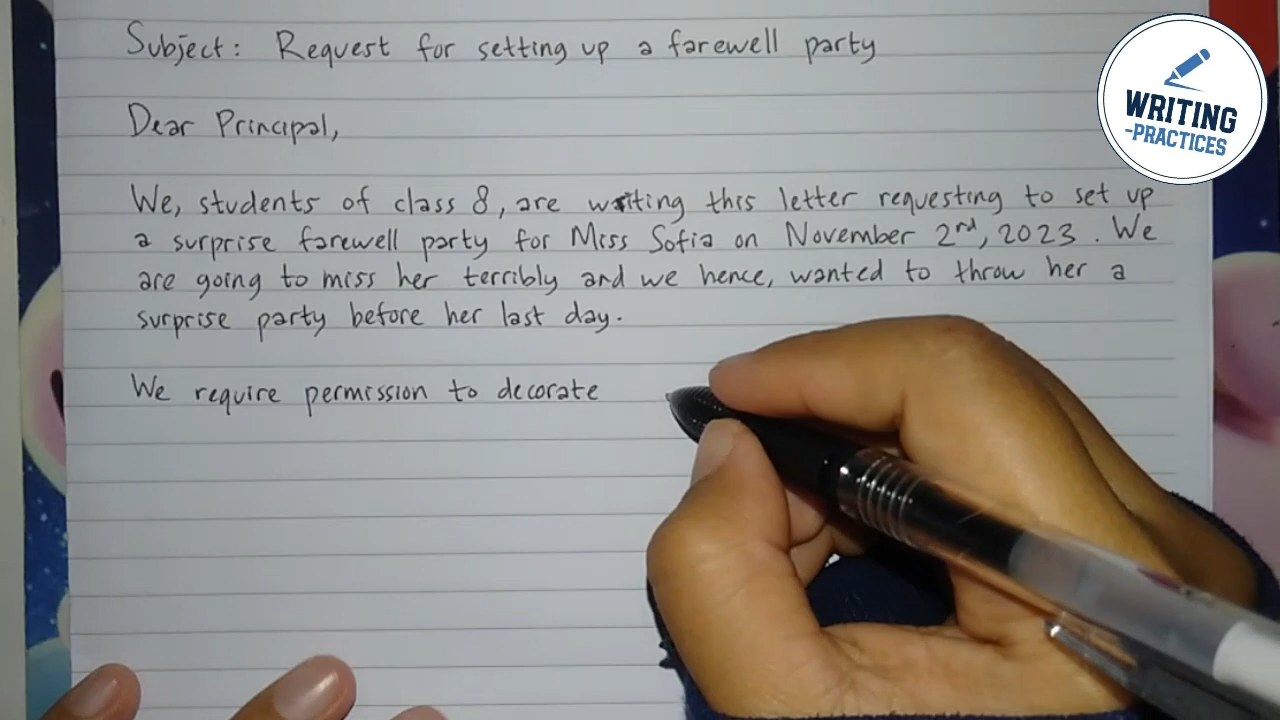 Subject: Request for setting up a farewell party
Dear Principal,
We, students of class 8, are writing this letter requesting to set up
a surprise farewell party for Miss Sofia on November 2nd, 2023. We
are going to miss her terribly and we hence, wanted to throw her a
surprise party before her last day.
We require permission to decorate
WRITING
-PRACTICES